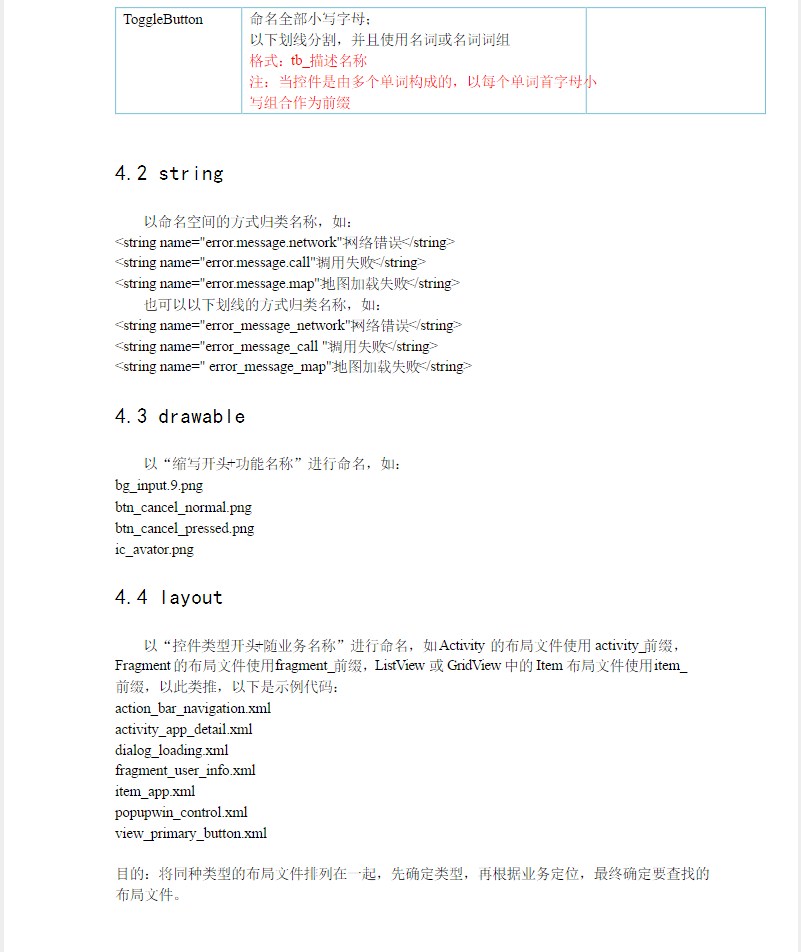 ToggleButton
命名全部小写字母；
以下划线分割，并且使用名词或名词词组
格式：tb_描述名称
注：当控件是由多个单词构成的，以每个单词首字母小
写组合作为前缀
4.2 string
以命名空间的方式归类名称，如：
<string name="error.message.network">网络错误</string>
<string name="error.message.call">调用失败</string>
<string name="error.message.map">地图加载失败</string>
也可以以下划线的方式归类名称，如：
<string name="error_message_network">网络错误</string>
<string name="error_message_call ">调用失败</string>
<string name=" error_message_map">地图加载失败</string>
4.3 drawable
以“缩写开头+功能名称”进行命名，如：
bg_input.9.png
btn_cancel_normal.png
btn_cancel_pressed.png
ic_avator.png
4.4 layout
以“控件类型开头+随业务名称”进行命名，如 Activity 的布局文件使用 activity_前缀，
Fragment 的布局文件使用 fragment_前缀，ListView 或 GridView 中的 Item 布局文件使用 item_
前缀，以此类推，以下是示例代码：
action_bar_navigation.xml
activity_app_detail.xml
dialog_loading.xml
fragment_user_info.xml
item_app.xml
popupwin_control.xml
view_primary_button.xml
目的：将同种类型的布局文件排列在一起，先确定类型，再根据业务定位，最终确定要查找的
布局文件。